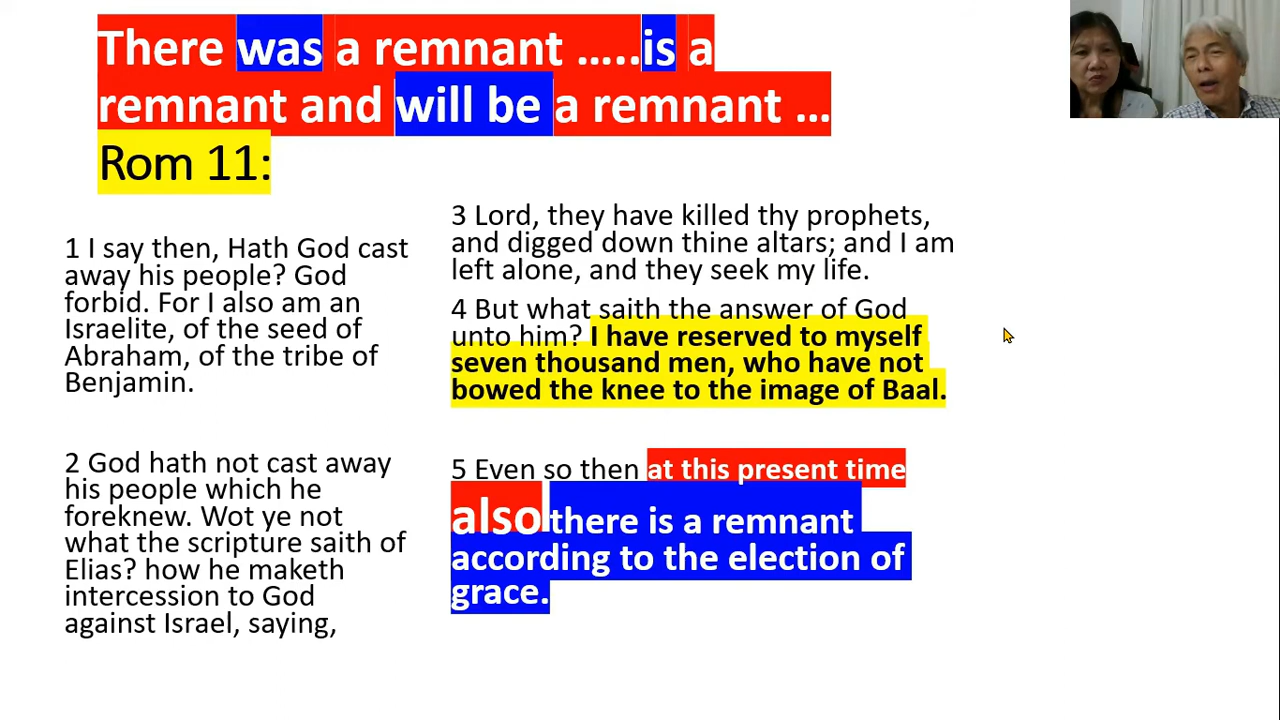 There was a remnant …..is a
remnant and will be a remnant …
Rom 11:
1 I say then, Hath God cast
away his people? God
forbid. For I also am an
Israelite, of the seed of
Abraham, of the tribe of
Benjamin.
2 God hath not cast away
his people which he
foreknew. Wot ye not
what the scripture saith of
Elias? how he maketh
intercession to God
against Israel, saying,
3 Lord, they have killed thy prophets,
and digged down thine altars; and I am
left alone, and they seek my life.
4 But what saith the answer of God
unto him? I have reserved to myself
seven thousand men, who have not
bowed the knee to the image of Baal.
5 Even so then at this present time
also there is a remnant
according to the election of
grace.